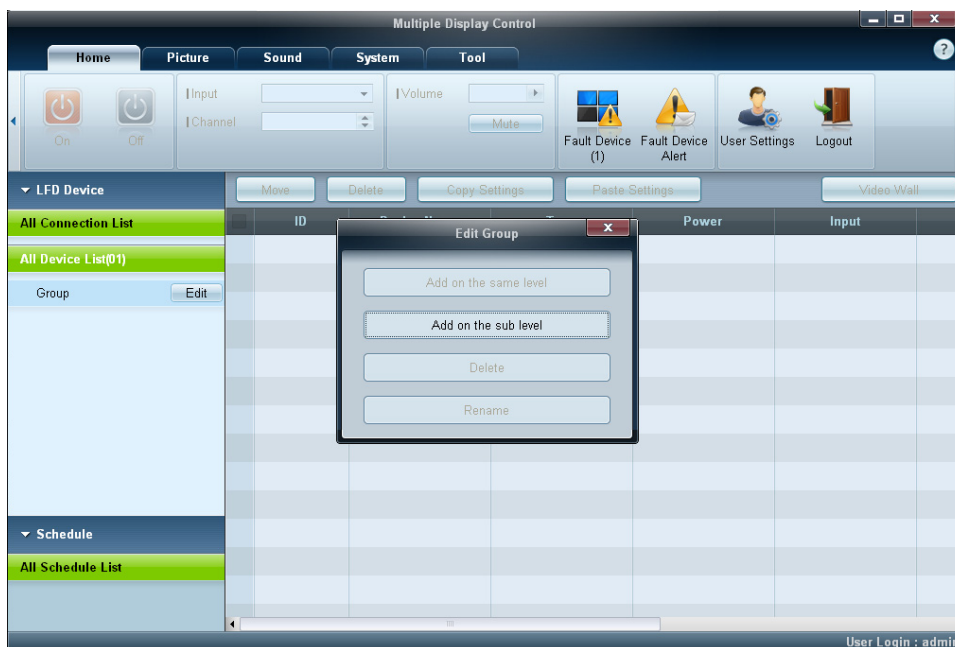 Multiple Display Control
Home Picture Sound System Tool
Input
Channel
Volume
Mute
On Off
Fault Device (1)
Fault Device Alert
User Settings
Logout
LFD Device
Move Delete Copy Settings Paste Settings Video Wall
All Connection List
ID Power Input
All Device List(01)
Group Edit
Edit Group
Add on the same level
Add on the sub level
Delete
Rename
Schedule
All Schedule List
User Login : admin